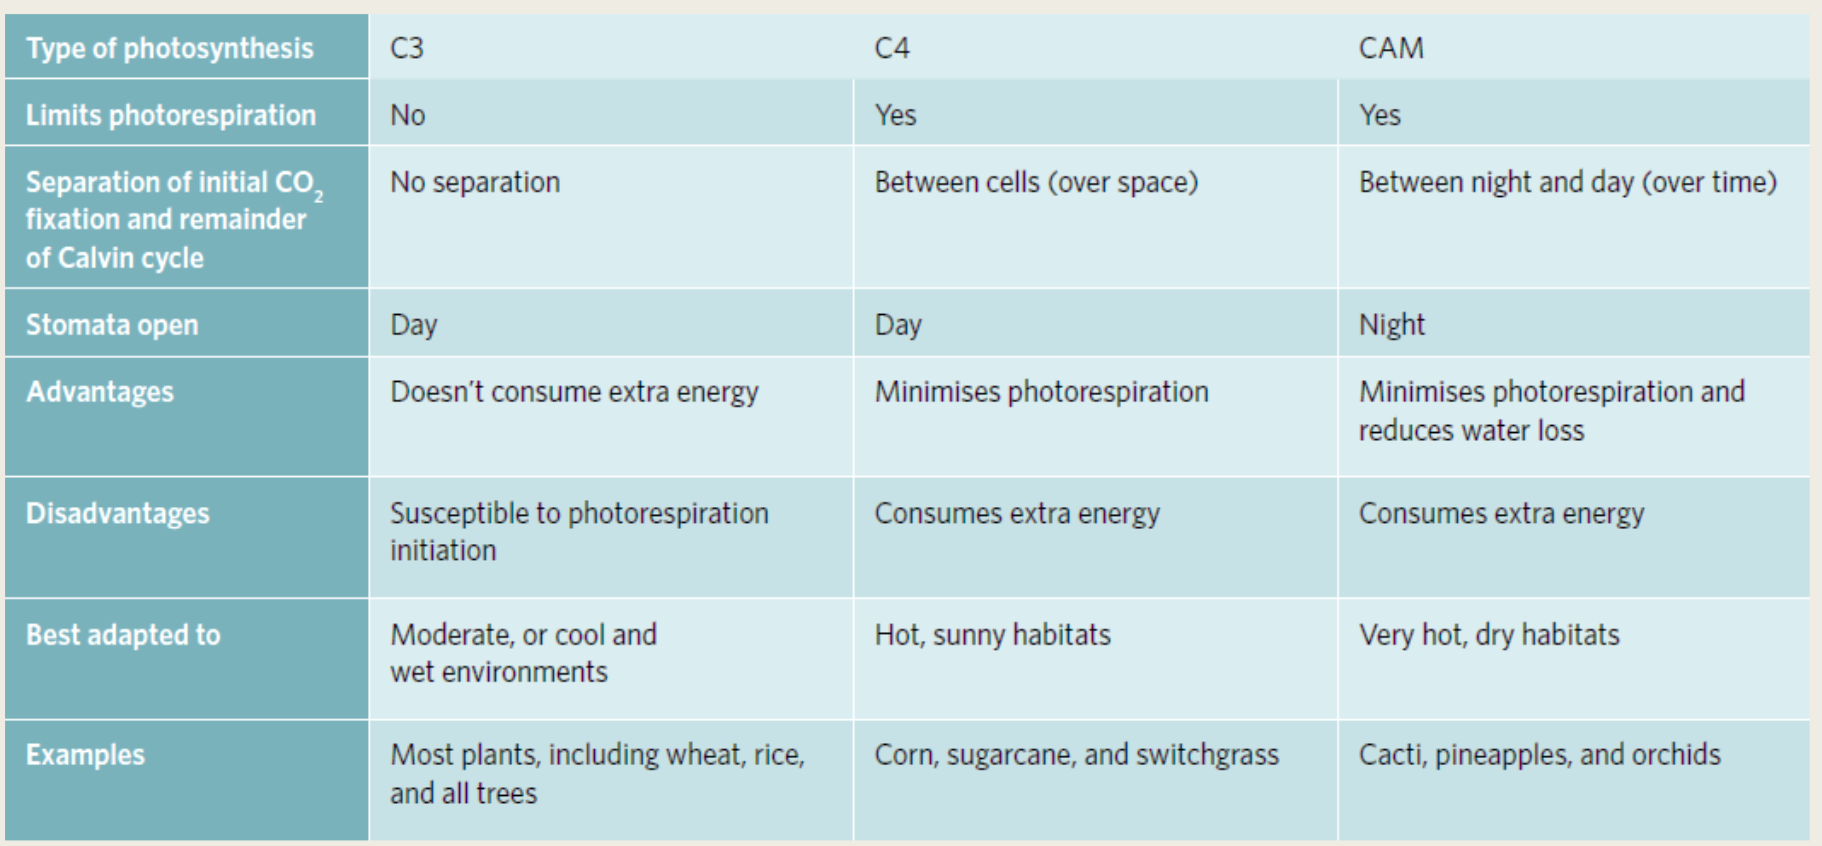 Type of photosynthesis C3 C4 CAM
Limits photorespiration No Yes Yes
Separation of initial CO₂ No separation Between cells (over space) Between night and day (over time)
fixation and remainder
of Calvin cycle
Stomata open Day Day Night
Advantages Doesn't consume extra energy Minimises photorespiration Minimises photorespiration and
reduces water loss
Disadvantages Susceptible to photorespiration Consumes extra energy Consumes extra energy
initiation
Best adapted to Moderate, or cool and Hot, sunny habitats Very hot, dry habitats
wet environments
Examples Most plants, including wheat, rice, Corn, sugarcane, and switchgrass Cacti, pineapples, and orchids
and all trees